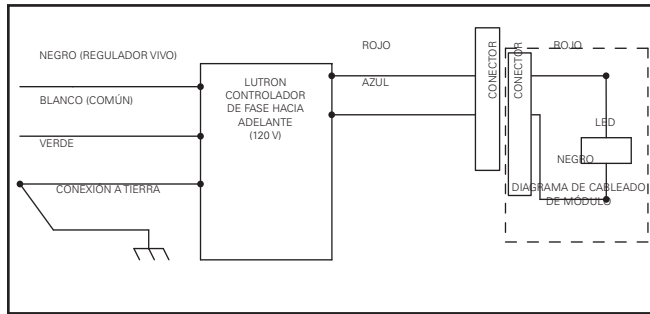 NEGRO (REGULADOR VIVO)
BLANCO (COMÚN)
VERDE
CONEXIÓN A TIERRA
LUTRON
CONTROLADOR
DE FASE HACIA
ADELANTE
(120 V)
ROJO
AZUL
CONECTOR
CONECTOR
ROJO
LED
NEGRO
DIAGRAMA DE CABLEADO
DE MÓDULO